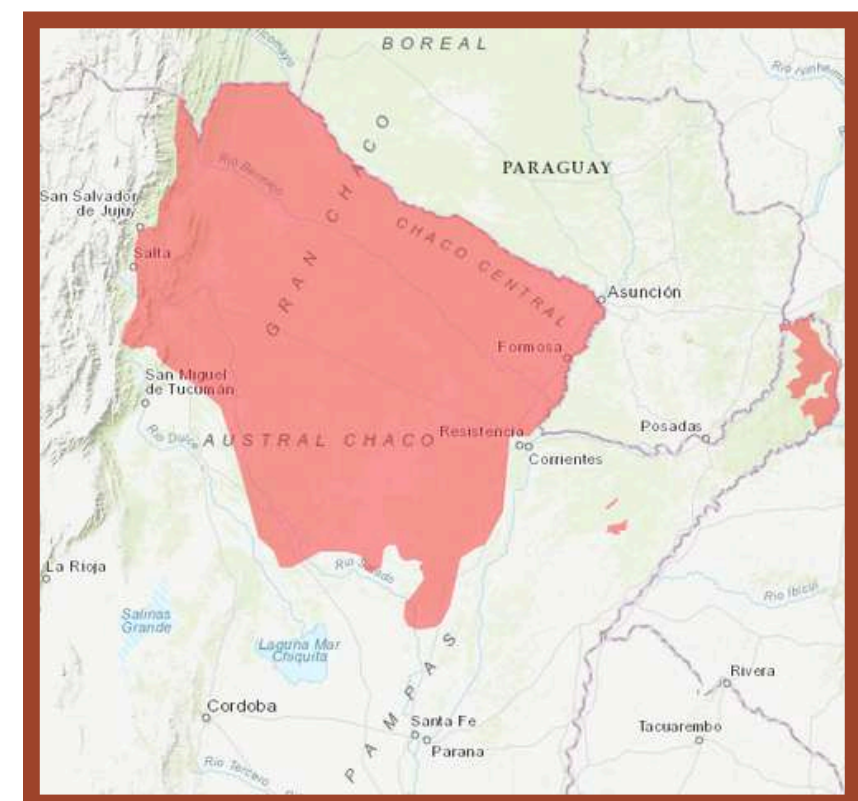 BOREAL
PARAGUAY
Rio Bermejo
San Salvador
de Jujuy
Salta
GRAN CHACO
CHACO CENTRAL
Asunción
Formosa
San Miguel
de Tucumán
Rio Dulce
AUSTRAL CHACO
Resistencia
Corrientes
Posadas
La Rioja
Rio Salado
Rio Ibicuí
Salinas
Grande
Laguna Mar
Chiquita
PAMPAS
Rivera
Cordoba
Santa Fe
Parana
Tacuarembo
Rio Tercero